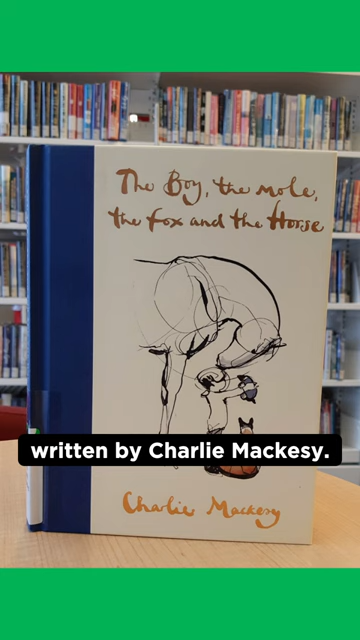 The Boy, the mole,
the fox and the Horse
written by Charlie Mackesy.
Charlie Mackesy